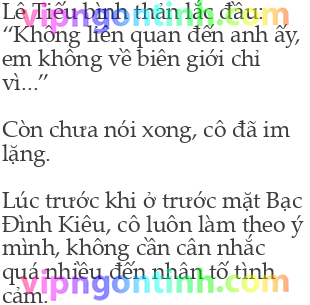 Lê Tiếu bình thản lắc đầu:
“Không liên quan đến anh ấy,
em không về biên giới chỉ
vì...”
Còn chưa nói xong, cô đã im
lặng.
Lúc trước khi ở trước mặt Bạc
Đình Kiêu, cô luôn làm theo ý
mình, không cần cân nhắc
quá nhiều đến nhân tố tình
cảm.
vipngontinh.com
vipngontinh.com